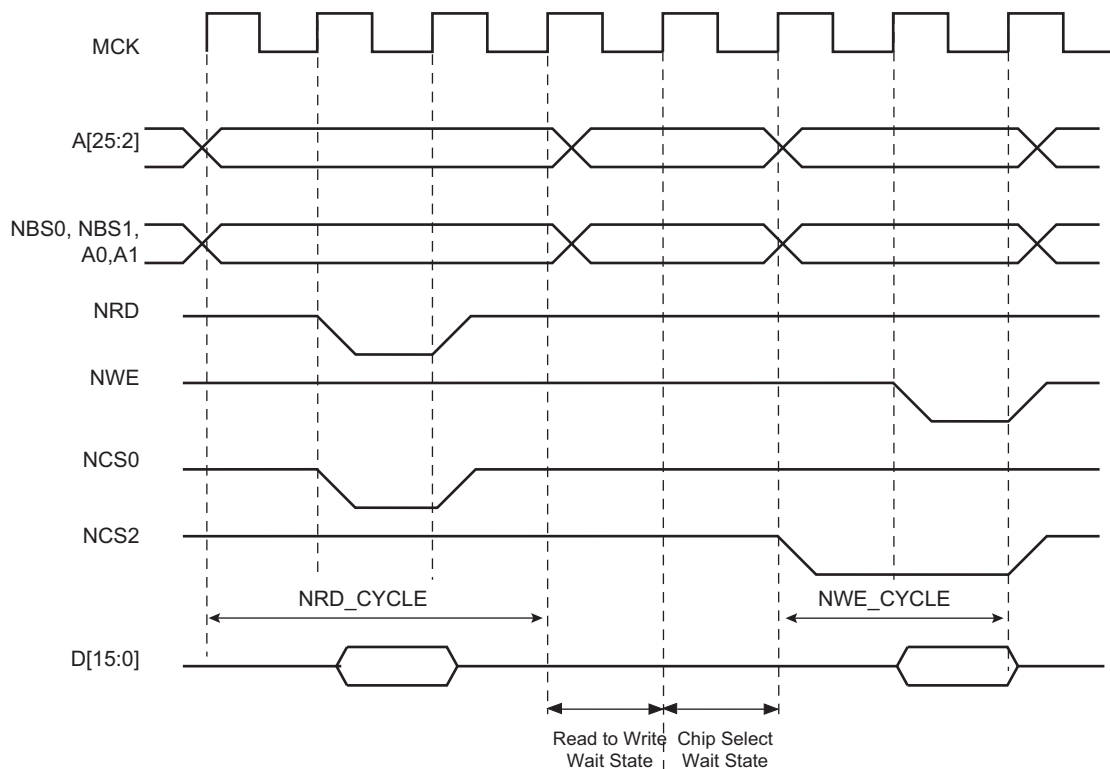 MCK
A[25:2]
NBS0, NBS1,
A0,A1
NRD
NWE
NCS0
NCS2
NRD_CYCLE
NWE_CYCLE
D[15:0]
Read to Write
Wait State
Chip Select
Wait State